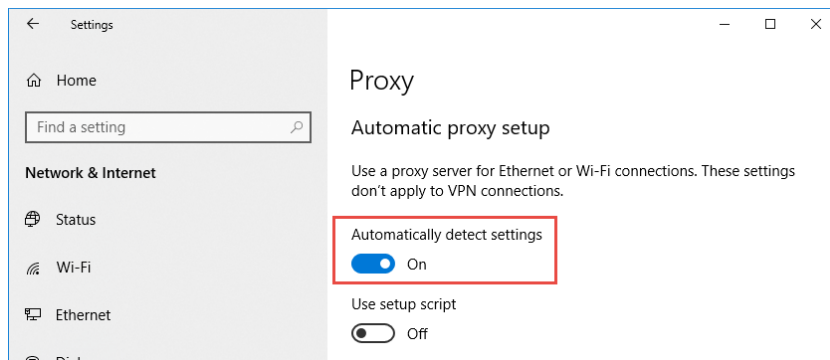 Settings
Home
Find a setting
Network & Internet
Status
Wi-Fi
Ethernet
Proxy
Automatic proxy setup
Use a proxy server for Ethernet or Wi-Fi connections. These settings
don't apply to VPN connections.
Automatically detect settings
On
Use setup script
Off